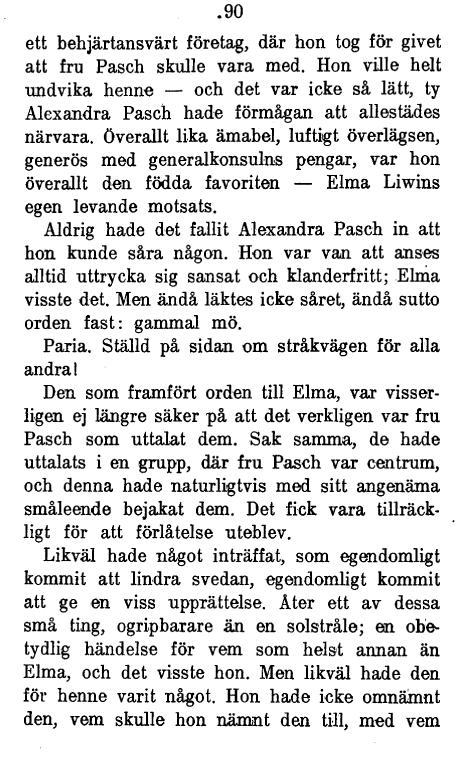 .90
ett behjärtansvärt företag, där hon tog för givet
att fru Pasch skulle vara med. Hon ville helt
undvika henne — och det var icke så lätt, ty
Alexandra Pasch hade förmågan att allestädes
närvara. Överallt lika ämabel, luftigt överlägsen,
generös med generalkonsulns pengar, var hon
överallt den födda favoriten — Elma Liwins
egen levande motsats.
Aldrig hade det fallit Alexandra Pasch in att
hon kunde såra någon. Hon var van att anses
alltid uttrycka sig sansat och klanderfritt; Elma
visste det. Men ändå läktes icke såret, ändå sutto
orden fast: gammal mö.
Paria. Ställd på sidan om stråkvägen för alla
andra!
Den som framfört orden till Elma, var visser-
ligen ej längre säker på att det verkligen var fru
Pasch som uttalat dem. Sak samma, de hade
uttalats i en grupp, där fru Pasch var centrum,
och denna hade naturligtvis med sitt angenäma
småleende bejakat dem. Det fick vara tillräck-
ligt för att förlåtelse uteblev.
Likväl hade något inträffat, som egendomligt
kommit att lindra svedan, egendomligt kommit
att ge en viss upprättelse. Åter ett av dessa
små ting, ogripbarare än en solstråle; en obe-
tydlig händelse för vem som helst annan än
Elma, och det visste hon. Men likväl hade den
för henne varit något. Hon hade icke omnämnt
den, vem skulle hon nämnt den till, med vem